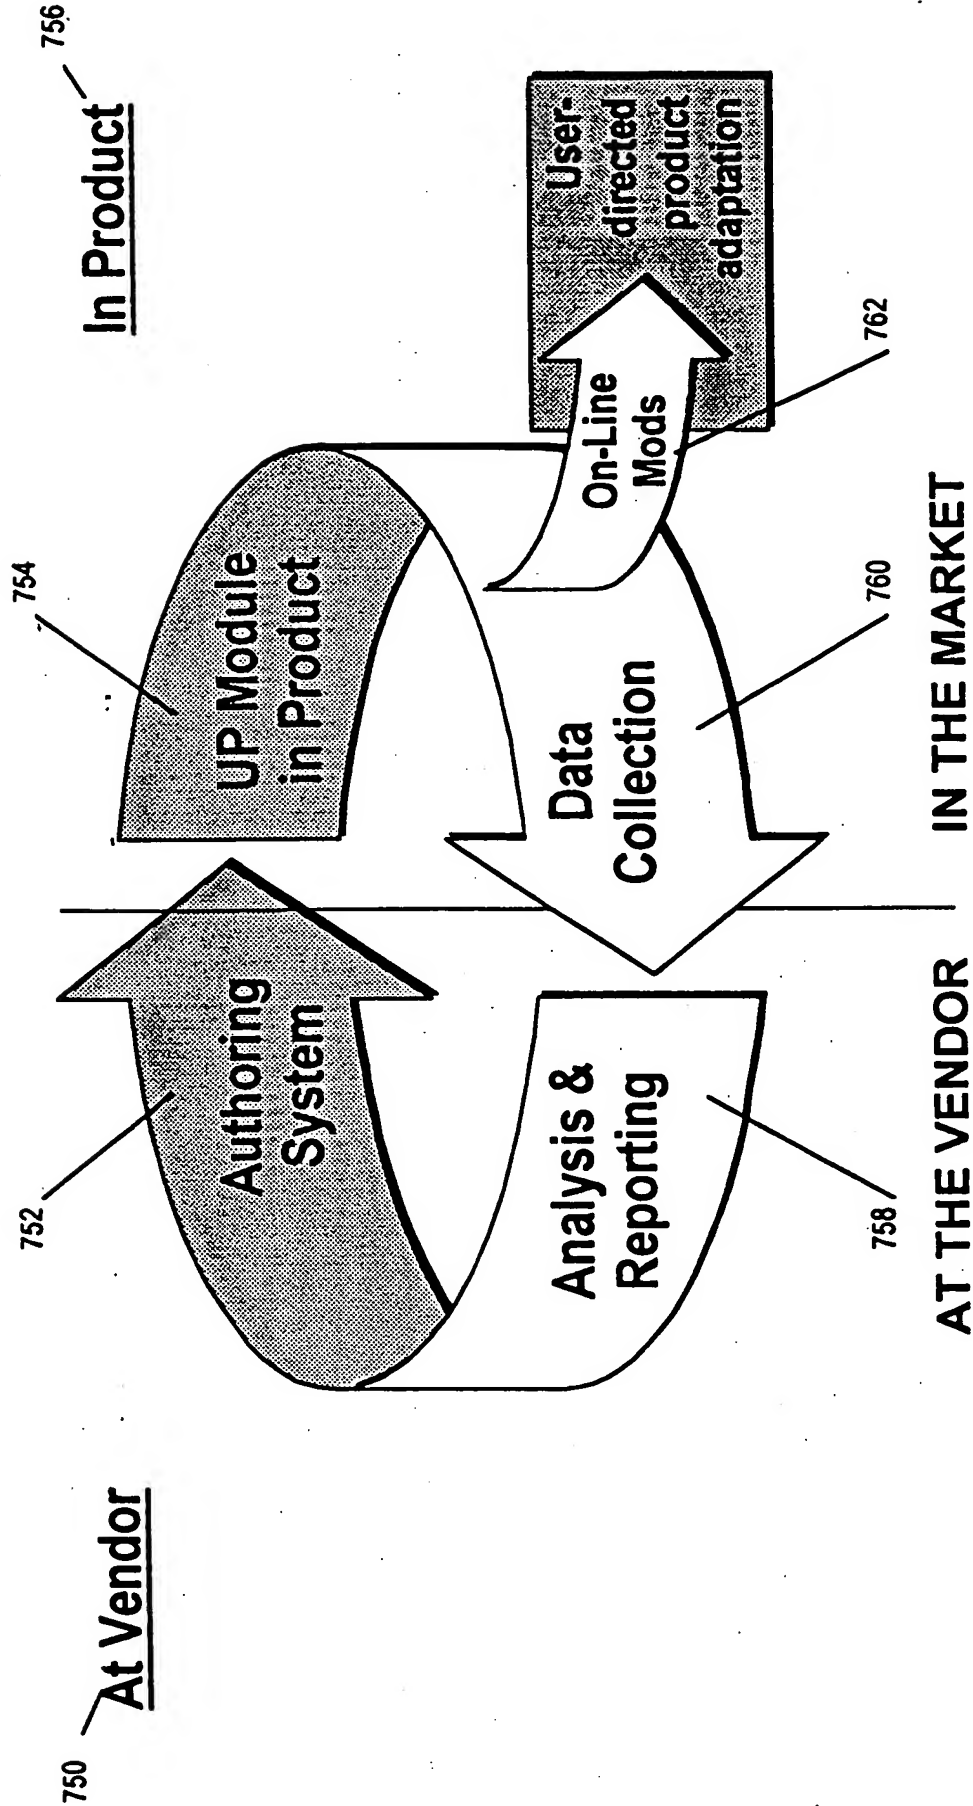 750
At Vendor
In Product
756
752
754
Authoring
System
UP Module
in Product
Analysis &
Reporting
Data
Collection
On-Line
Mods
User-
directed
product
adaptation
758
760
762
AT THE VENDOR
IN THE MARKET